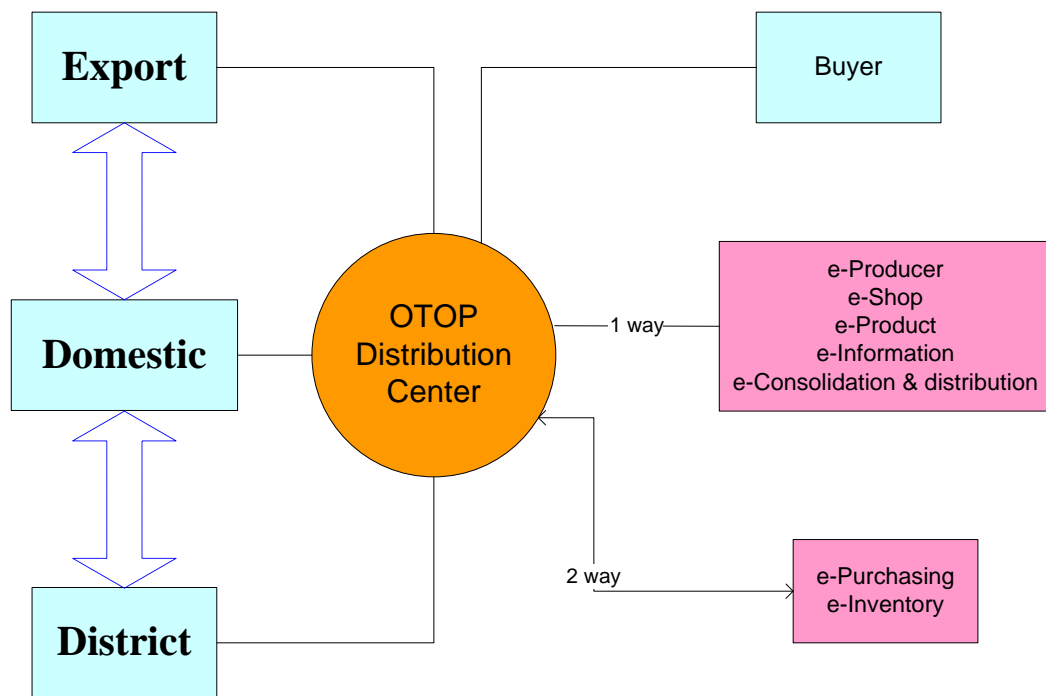 Export
Buyer
e-Producer
e-Shop
e-Product
e-Information
e-Consolidation & distribution
1 way
OTOP
Distribution
Center
Domestic
2 way
e-Purchasing
e-Inventory
District